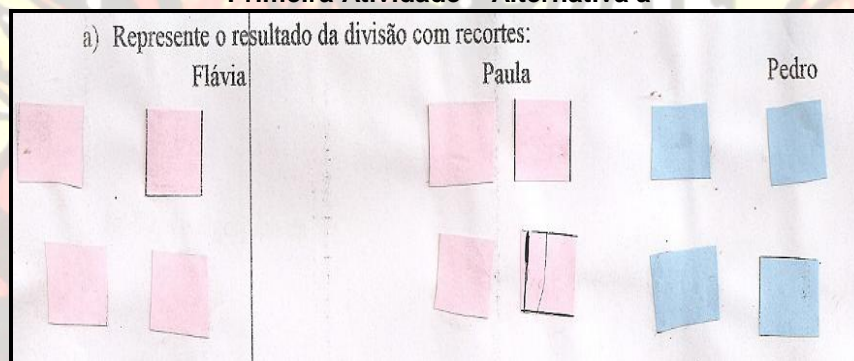 Primeira Atividade – Alternativa a
a) Represente o resultado da divisão com recortes:
Flávia Paula Pedro